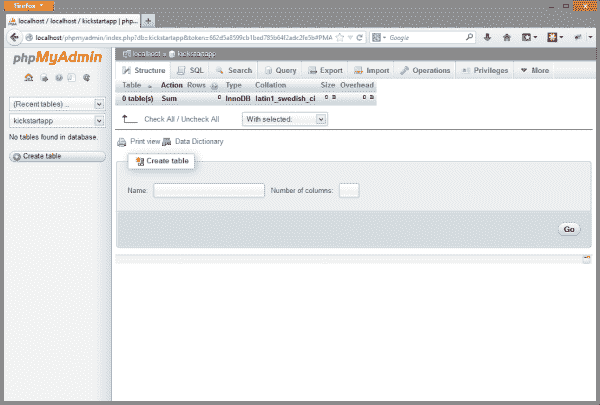 Firefox
localhost / localhost / kickstartapp | php...
localhost/phpmyadmin/index.php?db=kickstartapp&token=662d5a8599cb1bad785b64f2adc2fe5b#PMA
Google
phpMyAdmin
(Recent tables) ...
kickstartapp
No tables found in database.
Create table
localhost » kickstartapp
Structure SQL Search Query Export Import Operations Privileges More
Table Action Rows Type Collation Size Overhead
0 table(s) Sum 0 InnoDB latin1_swedish_ci 0 B 0 B
Check All / Uncheck All With selected:
Print view Data Dictionary
Create table
Name: Number of columns:
Go